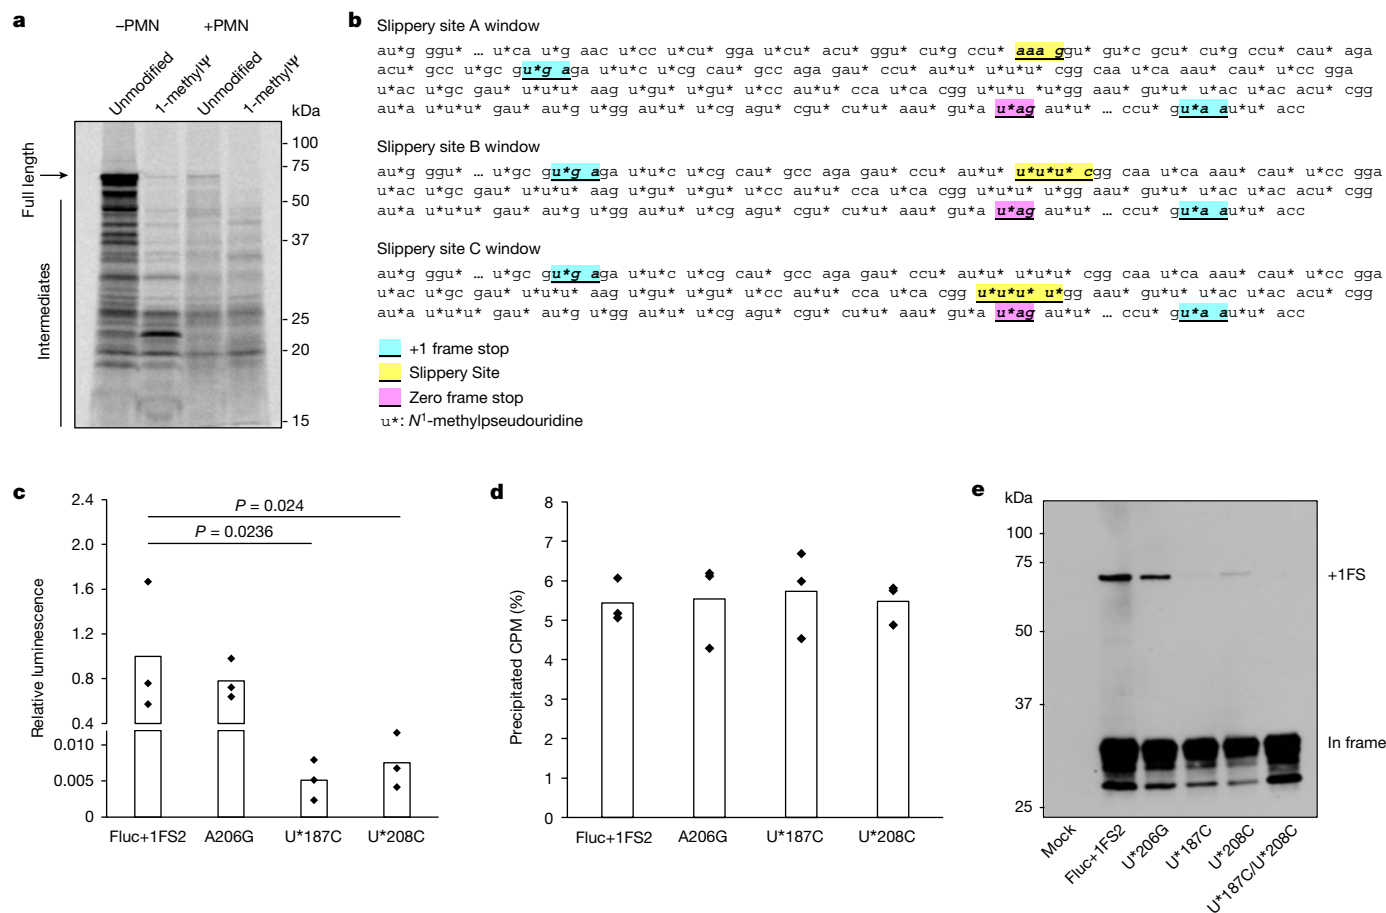 a
–PMN +PMN
Unmodified
1-methylΨ
Unmodified
1-methylΨ
kDa
100
75
50
37
25
20
15
Full length
Intermediates
b
Slippery site A window
au*g ggu* … u*ca u*g aac u*cc u*cu* gga u*cu* acu* ggu* cu*g ccu* aaa ggu* gu*c gcu* cu*g ccu* cau* aga
acu* gcc u*gc gu*g aga u*u*c u*cg cau* gcc aga gau* ccu* au*u* u*u*u* cgg caa u*ca aau* cau* u*cc gga
u*ac u*gc gau* u*u*u* aag u*gu* u*gu* u*cc au*u* cca u*ca cgg u*u*u* u*gg aau* gu*u* u*ac u*ac acu* cgg
au*a u*u*u* gau* au*g u*gg au*u* u*cg agu* cgu* cu*u* aau* gu*a u*ag au*u* … ccu* gu*a au*u* acc
Slippery site B window
au*g ggu* … u*gc gu*g aga u*u*c u*cg cau* gcc aga gau* ccu* au*u* u*u*u* cgg caa u*ca aau* cau* u*cc gga
u*ac u*gc gau* u*u*u* aag u*gu* u*gu* u*cc au*u* cca u*ca cgg u*u*u* u*gg aau* gu*u* u*ac u*ac acu* cgg
au*a u*u*u* gau* au*g u*gg au*u* u*cg agu* cgu* cu*u* aau* gu*a u*ag au*u* … ccu* gu*a au*u* acc
Slippery site C window
au*g ggu* … u*gc gu*g aga u*u*c u*cg cau* gcc aga gau* ccu* au*u* u*u*u* cgg caa u*ca aau* cau* u*cc gga
u*ac u*gc gau* u*u*u* aag u*gu* u*gu* u*cc au*u* cca u*ca cgg u*u*u* u*gg aau* gu*u* u*ac u*ac acu* cgg
au*a u*u*u* gau* au*g u*gg au*u* u*cg agu* cgu* cu*u* aau* gu*a u*ag au*u* … ccu* gu*a au*u* acc
+1 frame stop
Slippery Site
Zero frame stop
u*: N1-methylpseudouridine
c
Relative luminescence
2.4
2.0
1.6
1.2
0.8
0.4
0.010
0.005
0
P = 0.024
P = 0.0236
Fluc+1FS2 A206G U*187C U*208C
d
Precipitated CPM (%)
8
7
6
5
4
3
2
1
0
Fluc+1FS2 A206G U*187C U*208C
e
kDa
100
75
50
37
25
+1FS
In frame
Mock
Fluc+1FS2
U*206G
U*187C
U*208C
U*187C/U*208C